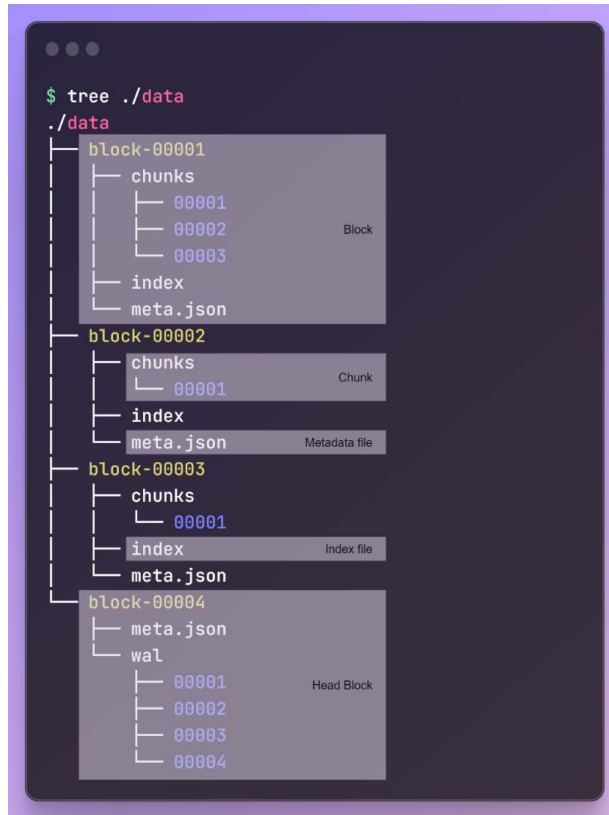 $ tree ./data
./data
├── block-00001
│   ├── chunks
│   │   ├── 00001
│   │   ├── 00002 Block
│   │   └── 00003
│   ├── index
│   └── meta.json
├── block-00002
│   ├── chunks Chunk
│   │   └── 00001
│   ├── index
│   └── meta.json Metadata file
├── block-00003
│   ├── chunks
│   │   └── 00001
│   ├── index Index file
│   └── meta.json
└── block-00004
    ├── meta.json
    └── wal
        ├── 00001 Head Block
        ├── 00002
        ├── 00003
        └── 00004